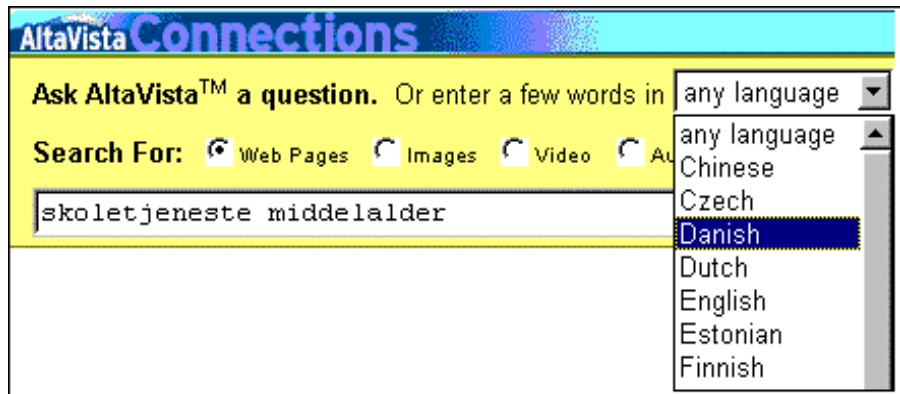 AltaVista Connections
Ask AltaVista™ a question. Or enter a few words in any language
Search For: Web Pages Images Video
skoletjeneste middelalder
any language
Chinese
Czech
Danish
Dutch
English
Estonian
Finnish